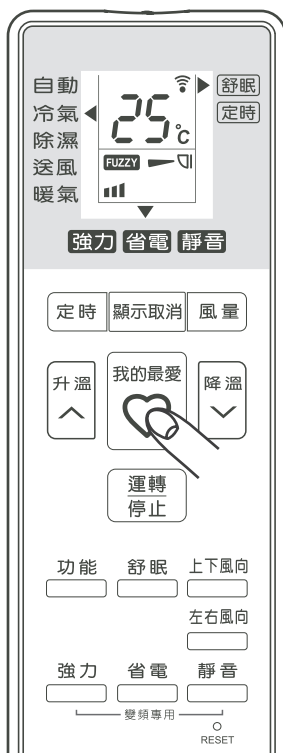 自動
舒眠
冷氣
定時
25℃
除濕
送風
FUZZY
暖氣
強力 省電 靜音
定時 顯示取消 風量
升溫 我的最愛 降溫
運轉
停止
功能 舒眠 上下風向
左右風向
強力 省電 靜音
變頻專用
RESET